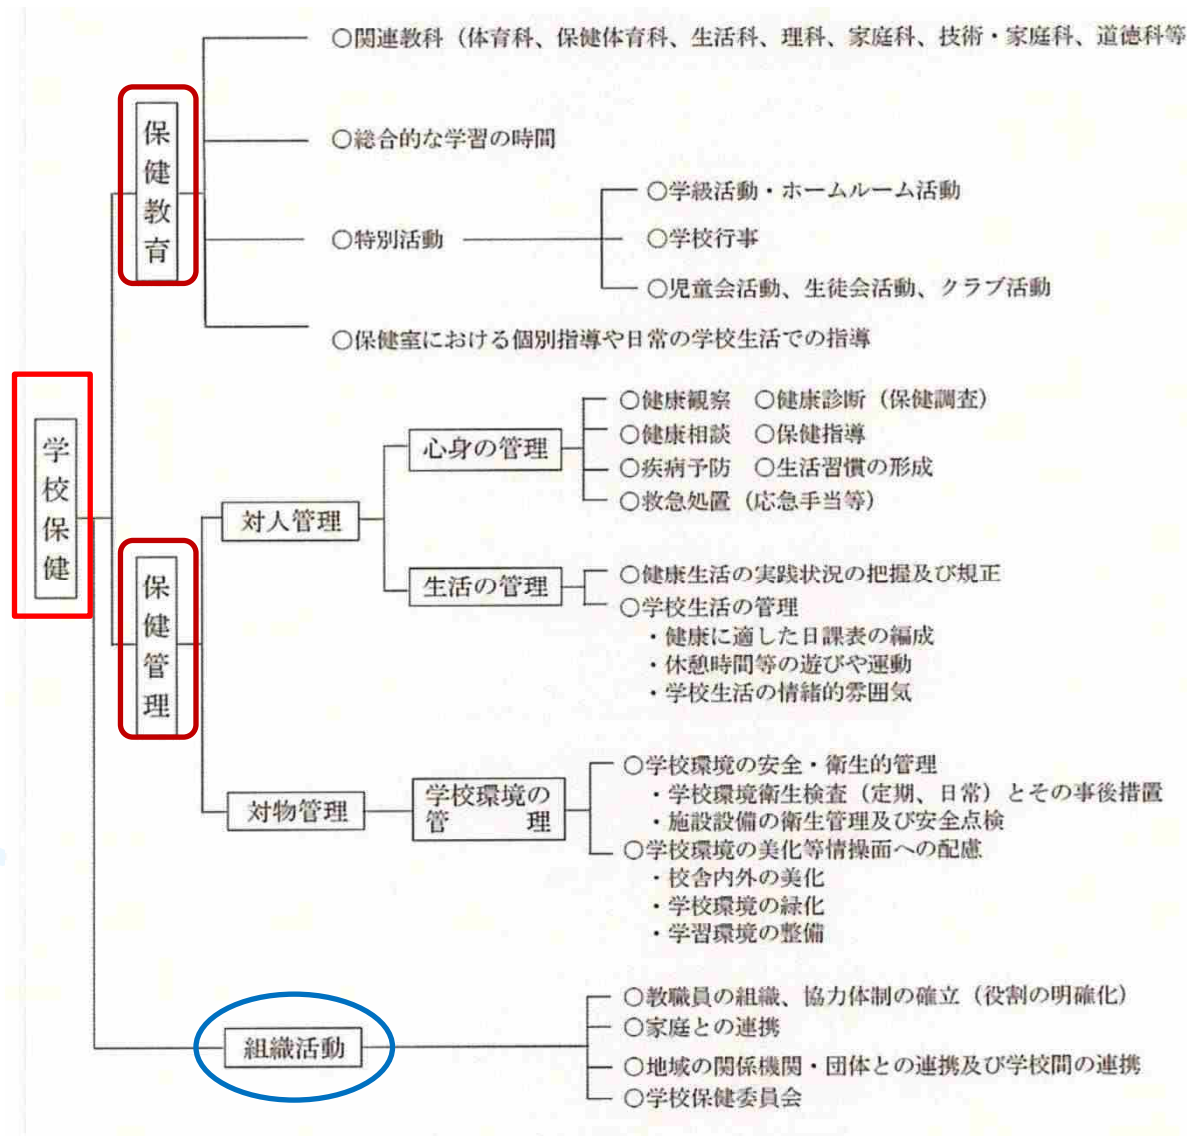 学校保健
保健教育
○関連教科（体育科、保健体育科、生活科、理科、家庭科、技術・家庭科、道徳科等
○総合的な学習の時間
○特別活動
○学級活動・ホームルーム活動
○学校行事
○児童会活動、生徒会活動、クラブ活動
○保健室における個別指導や日常の学校生活での指導
保健管理
対人管理
心身の管理
○健康観察　○健康診断（保健調査）
○健康相談　○保健指導
○疾病予防　○生活習慣の形成
○救急処置（応急手当等）
生活の管理
○健康生活の実践状況の把握及び規正
○学校生活の管理
・健康に適した日課表の編成
・休憩時間等の遊びや運動
・学校生活の情緒的雰囲気
対物管理
学校環境の
管　　理
○学校環境の安全・衛生的管理
・学校環境衛生検査（定期、日常）とその事後措置
・施設設備の衛生管理及び安全点検
○学校環境の美化等情操面への配慮
・校舎内外の美化
・学校環境の緑化
・学習環境の整備
組織活動
○教職員の組織、協力体制の確立（役割の明確化）
○家庭との連携
○地域の関係機関・団体との連携及び学校間の連携
○学校保健委員会